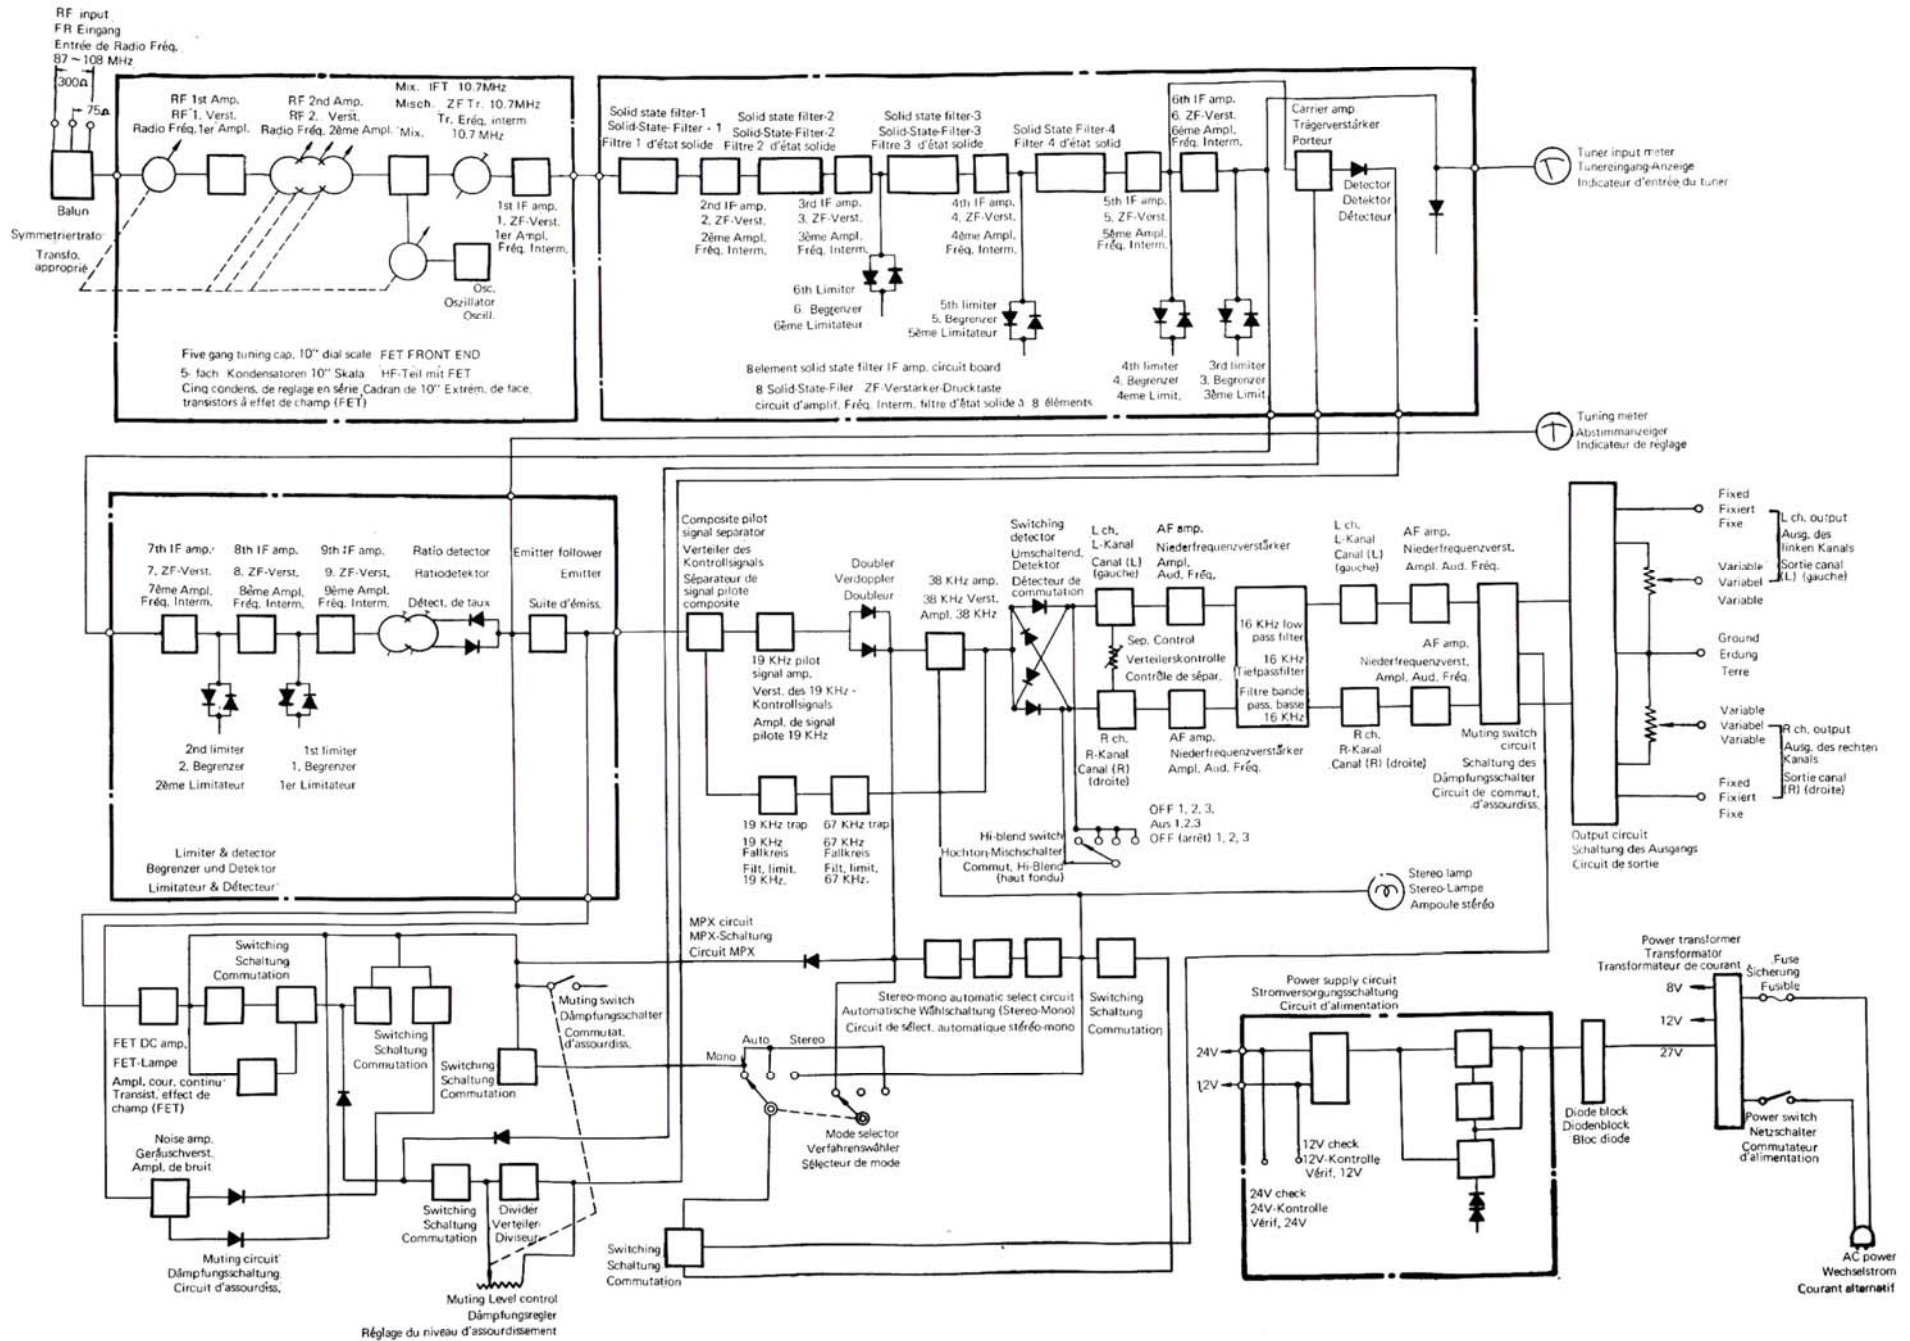 RF input
FR Eingang
Entrée de Radio Fréq.
87 ~ 108 MHz
300Ω
75Ω
Balun
Symmetriertrafo
Transfo.
approprié
RF 1st Amp.
RF 1. Verst.
Radio Fréq. 1er Ampl.
RF 2nd Amp.
RF 2. Verst.
Radio Fréq. 2ème Ampl.
Mix.
Mix. IFT 10.7MHz
Misch. ZF Tr. 10.7MHz
Tr. Eréq. interm
10.7 MHz
1st IF amp.
1. ZF-Verst.
1er Ampl.
Fréq. Interm.
Osc.
Oszillator
Oscill.
Five gang tuning cap, 10" dial scale FET FRONT END
5- fach Kondensatoren 10" Skala HF-Teil mit FET
Cinq condens. de reglage en série, Cadran de 10" Extrém. de face,
transistors à effet de champ (FET)
Solid state filter-1
Solid-State-Filter - 1
Filtre 1 d'état solide
Solid state filter-2
Solid-State-Filter-2
Filtre 2 d'état solide
Solid state filter-3
Solid-State-Filter-3
Filtre 3 d'état solide
Solid State Filter-4
Filter 4 d'état solid
6th IF amp.
6. ZF-Verst.
6éme Ampl.
Fréq. Interm.
Carrier amp.
Trägerverstärker
Porteur
Detector
Detektor
Détecteur
Tuner input meter
Tunereingang-Anzeige
Indicateur d'entrée du tuner
2nd IF amp.
2. ZF-Verst.
2ème Ampl.
Fréq. Interm.
3rd IF amp.
3. ZF-Verst.
3ème Ampl.
Fréq. Interm.
4th IF amp.
4. ZF-Verst.
4ème Ampl.
Fréq. Interm.
5th IF amp.
5. ZF-Verst.
5ème Ampl.
Fréq. Interm.
6th Limiter
6. Begrenzer
6ème Limitateur
5th limiter
5. Begrenzer
5ème Limitateur
4th limiter
4. Begrenzer
4eme Limit.
3rd limiter
3. Begrenzer
3ème Limit.
8element solid state filter IF amp. circuit board
8 Solid-State-Filer ZF-Verstarker-Drucktaste
circuit d'amplif. Fréq. Interm. filtre d'état solide à 8 éléments
Tuning meter
Abstimmanzeiger
Indicateur de réglage
7th IF amp.
7. ZF-Verst.
7ème Ampl.
Fréq. Interm.
8th IF amp.
8. ZF-Verst.
8ème Ampl.
Fréq. Interm.
9th IF amp.
9. ZF-Verst.
9ème Ampl.
Fréq. Interm.
Ratio detector
Ratiodetektor
Détect. de taux
Emitter follower
Emitter
Suite d'émiss.
2nd limiter
2. Begrenzer
2ème Limitateur
1st limiter
1. Begrenzer
1er Limitateur
Limiter & detector
Begrenzer und Detektor
Limitateur & Détecteur
Composite pilot
signal separator
Verteiler des
Kontrollsignals
Séparateur de
signal pilote
composite
19 KHz pilot
signal amp.
Verst. des 19 KHz -
Kontrollsignals
Ampl. de signal
pilote 19 KHz
Doubler
Verdoppler
Doubleur
38 KHz amp.
38 KHz Verst.
Ampl. 38 KHz
Switching
detector
Umschaltend.
Detektor
Détecteur de
commutation
L ch.
L-Kanal
Canal (L)
(gauche)
AF amp.
Niederfrequenzverstärker
Ampl.
Aud. Fréq.
Sep. Control
Verteilerskontrolle
Contrôle de sépar.
16 KHz low
pass filter
16 KHz
Tiefpassfilter
Filtre bande
pass. basse
16 KHz
L ch.
L-Kanal
Canal (L)
(gauche)
AF amp.
Niederfrequenzverst.
Ampl. Aud. Fréq.
AF amp.
Niederfrequenzverst.
Ampl. Aud. Fréq.
R ch.
R-Kanal
Canal (R)
(droite)
AF amp.
Niederfrequenzverstärker
Ampl. Aud. Fréq.
R ch.
R-Kanal
Canal (R) (droite)
Muting switch
circuit
Schaltung des
Dämpfungsschalter
Circuit de commut.
d'assourdiss.
Fixed
Fixiert
Fixe
L ch. output
Ausg. des
linken Kanals
Sortie canal
(L) (gauche)
Variable
Variabel
Variable
Ground
Erdung
Terre
Variable
Variabel
Variable
R ch. output
Ausg. des rechten
Kanals
Sortie canal
(R) (droite)
Fixed
Fixiert
Fixe
Output circuit
Schaltung des Ausgangs
Circuit de sortie
19 KHz trap
19 KHz
Fallkreis
Filt. limit.
19 KHz.
67 KHz trap
67 KHz
Fallkreis
Filt. limit.
67 KHz.
Hi-blend switch
Hochton-Mischschalter
Commut, Hi-Blend
(haut fondu)
OFF 1, 2, 3,
Aus 1,2,3
OFF (arrêt) 1, 2, 3
Stereo lamp
Stereo-Lampe
Ampoule stéréo
MPX circuit
MPX-Schaltung
Circuit MPX
Stereo-mono automatic select circuit
Automatische Wählschaltung (Stereo-Mono)
Circuit de sélect. automatique stéréo-mono
Switching
Schaltung
Commutation
Switching
Schaltung
Commutation
FET DC amp.
FET-Lampe
Ampl. cour. continu
Transist. effect de
champ (FET)
Switching
Schaltung
Commutation
Muting switch
Dämpfungsschalter
Commutat.
d'assourdiss.
Switching
Schaltung
Commutation
Noise amp.
Geräuschverst.
Ampl. de bruit
Muting circuit
Dämpfungsschaltung
Circuit d'assourdiss.
Switching
Schaltung
Commutation
Divider
Verteiler
Diviseur
Muting Level control
Dämpfungsregler
Réglage du niveau d'assourdissement
Mono
Auto
Stereo
Mode selector
Verfahrenswähler
Sélecteur de mode
Switching
Schaltung
Commutation
Power supply circuit
Stromversorgungsschaltung
Circuit d'alimentation
24V
12V
12V check
12V-Kontrolle
Vérif, 12V
24V check
24V-Kontrolle
Vérif, 24V
Diode block
Diodenblock
Bloc diode
Power transformer
Transformator
Transformateur de courant
8V
12V
27V
Fuse
Sicherung
Fusible
Power switch
Netzschalter
Commutateur
d'alimentation
AC power
Wechselstrom
Courant alternatif